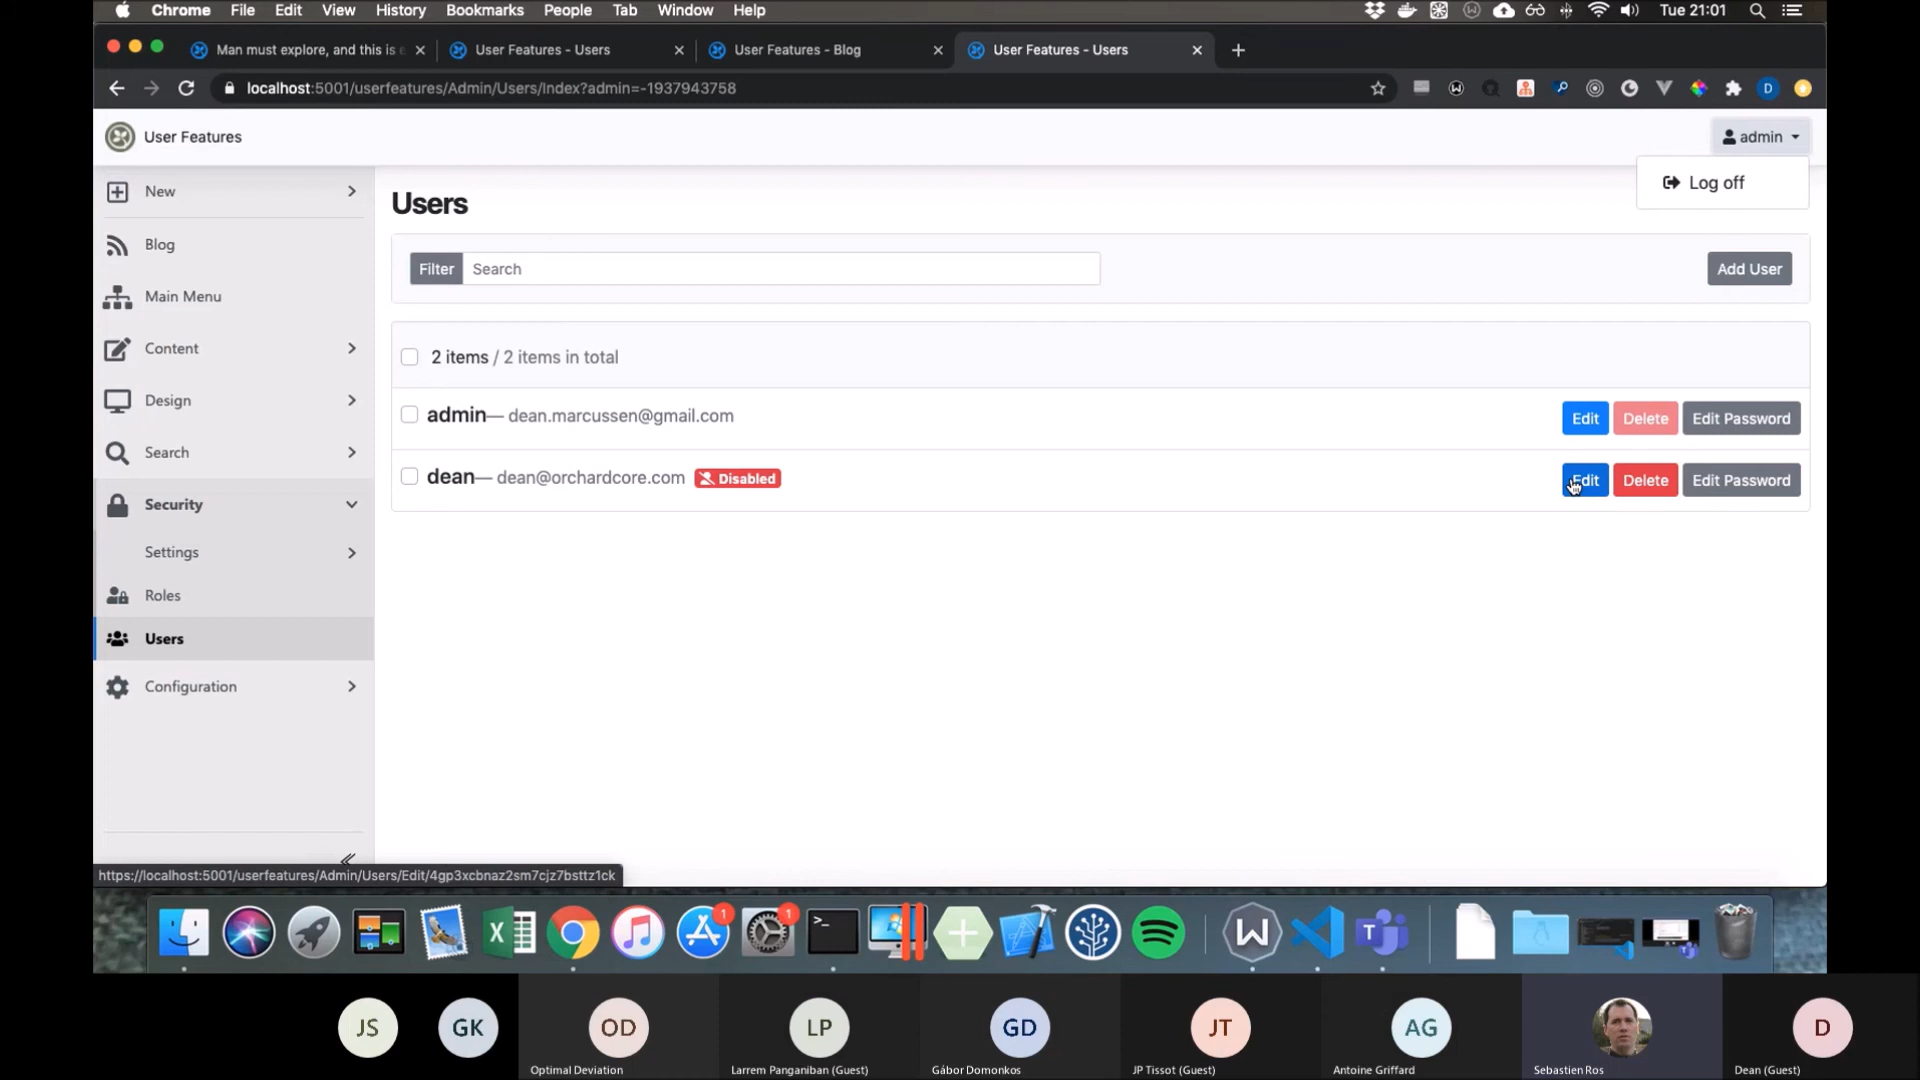 Chrome File Edit View History Bookmarks People Tab Window Help Tue 21:01
Man must explore, and this is e User Features - Users User Features - Blog User Features - Users
localhost:5001/userfeatures/Admin/Users/Index?admin=-1937943758
User Features admin
Log off
New
Blog
Main Menu
Content
Design
Search
Security
Settings
Roles
Users
Configuration
Users
Filter Search Add User
2 items / 2 items in total
admin— dean.marcussen@gmail.com Edit Delete Edit Password
dean— dean@orchardcore.com Disabled Edit Delete Edit Password
https://localhost:5001/userfeatures/Admin/Users/Edit/4gp3xcbnaz2sm7cjz7bsttz1ck
1 1
JS GK OD LP GD JT AG D
Optimal Deviation Larrem Panganiban (Guest) Gábor Domonkos JP Tissot (Guest) Antoine Griffard Sebastien Ros Dean (Guest)